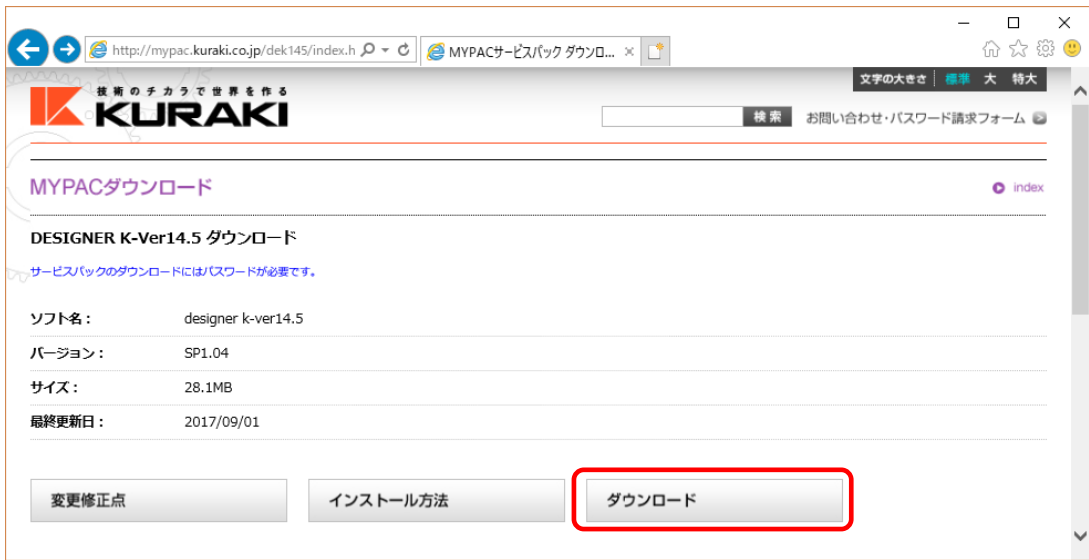 http://mypac.kuraki.co.jp/dek145/index.h
MYPACサービスパック ダウンロ...
文字の大きさ 標準 大 特大
技術のチカラで世界を作る
KURAKI
検索
お問い合わせ・パスワード請求フォーム
MYPACダウンロード
index
DESIGNER K-Ver14.5 ダウンロード
サービスパックのダウンロードにはパスワードが必要です。
ソフト名： designer k-ver14.5
バージョン： SP1.04
サイズ： 28.1MB
最終更新日： 2017/09/01
変更修正点 インストール方法 ダウンロード